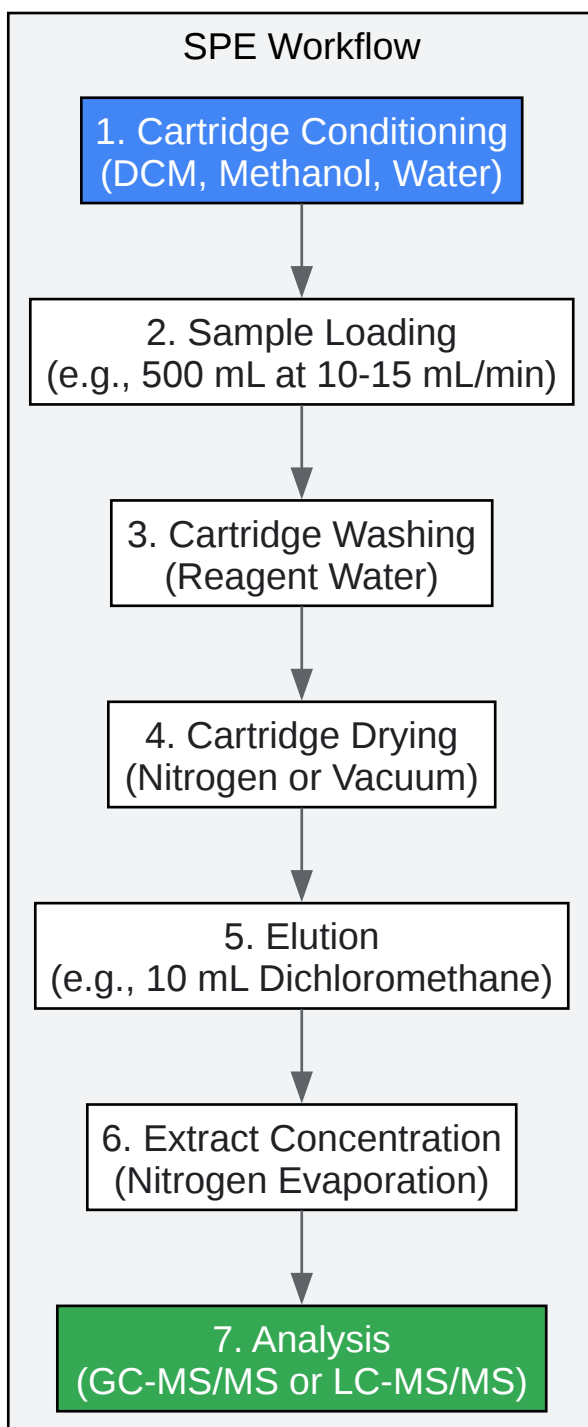 SPE Workflow
1. Cartridge Conditioning
(DCM, Methanol, Water)
2. Sample Loading
(e.g., 500 mL at 10-15 mL/min)
3. Cartridge Washing
(Reagent Water)
4. Cartridge Drying
(Nitrogen or Vacuum)
5. Elution
(e.g., 10 mL Dichloromethane)
6. Extract Concentration
(Nitrogen Evaporation)
7. Analysis
(GC-MS/MS or LC-MS/MS)